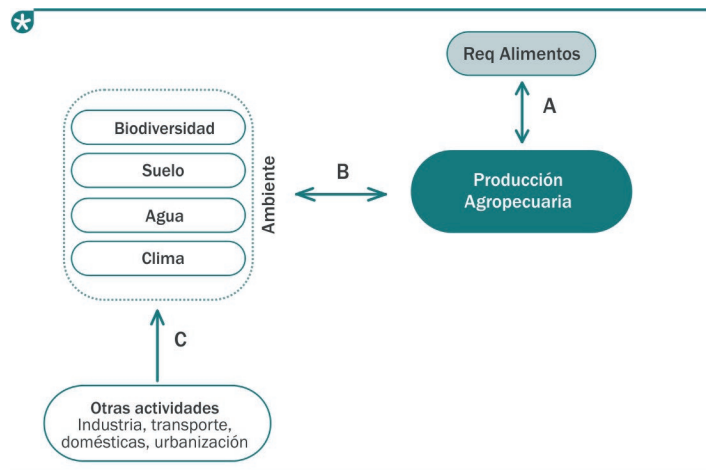 Req Alimentos
A
Producción
Agropecuaria
B
Biodiversidad
Suelo
Agua
Clima
Ambiente
C
Otras actividades
Industria, transporte,
domésticas, urbanización